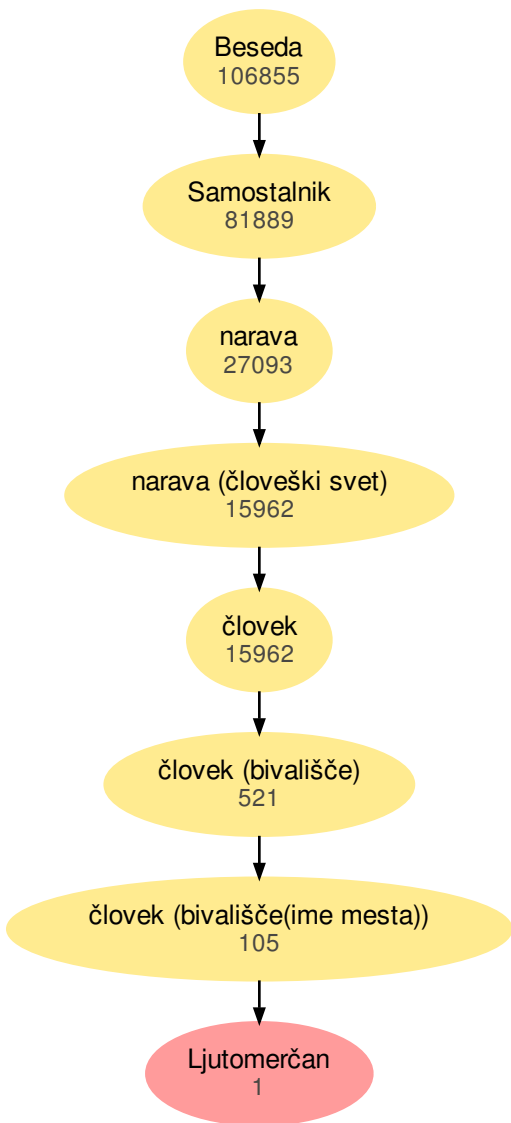 Beseda
106855
Samostalnik
81889
narava
27093
narava (človeški svet)
15962
človek
15962
človek (bivališče)
521
človek (bivališče(ime mesta))
105
Ljutomerčan
1